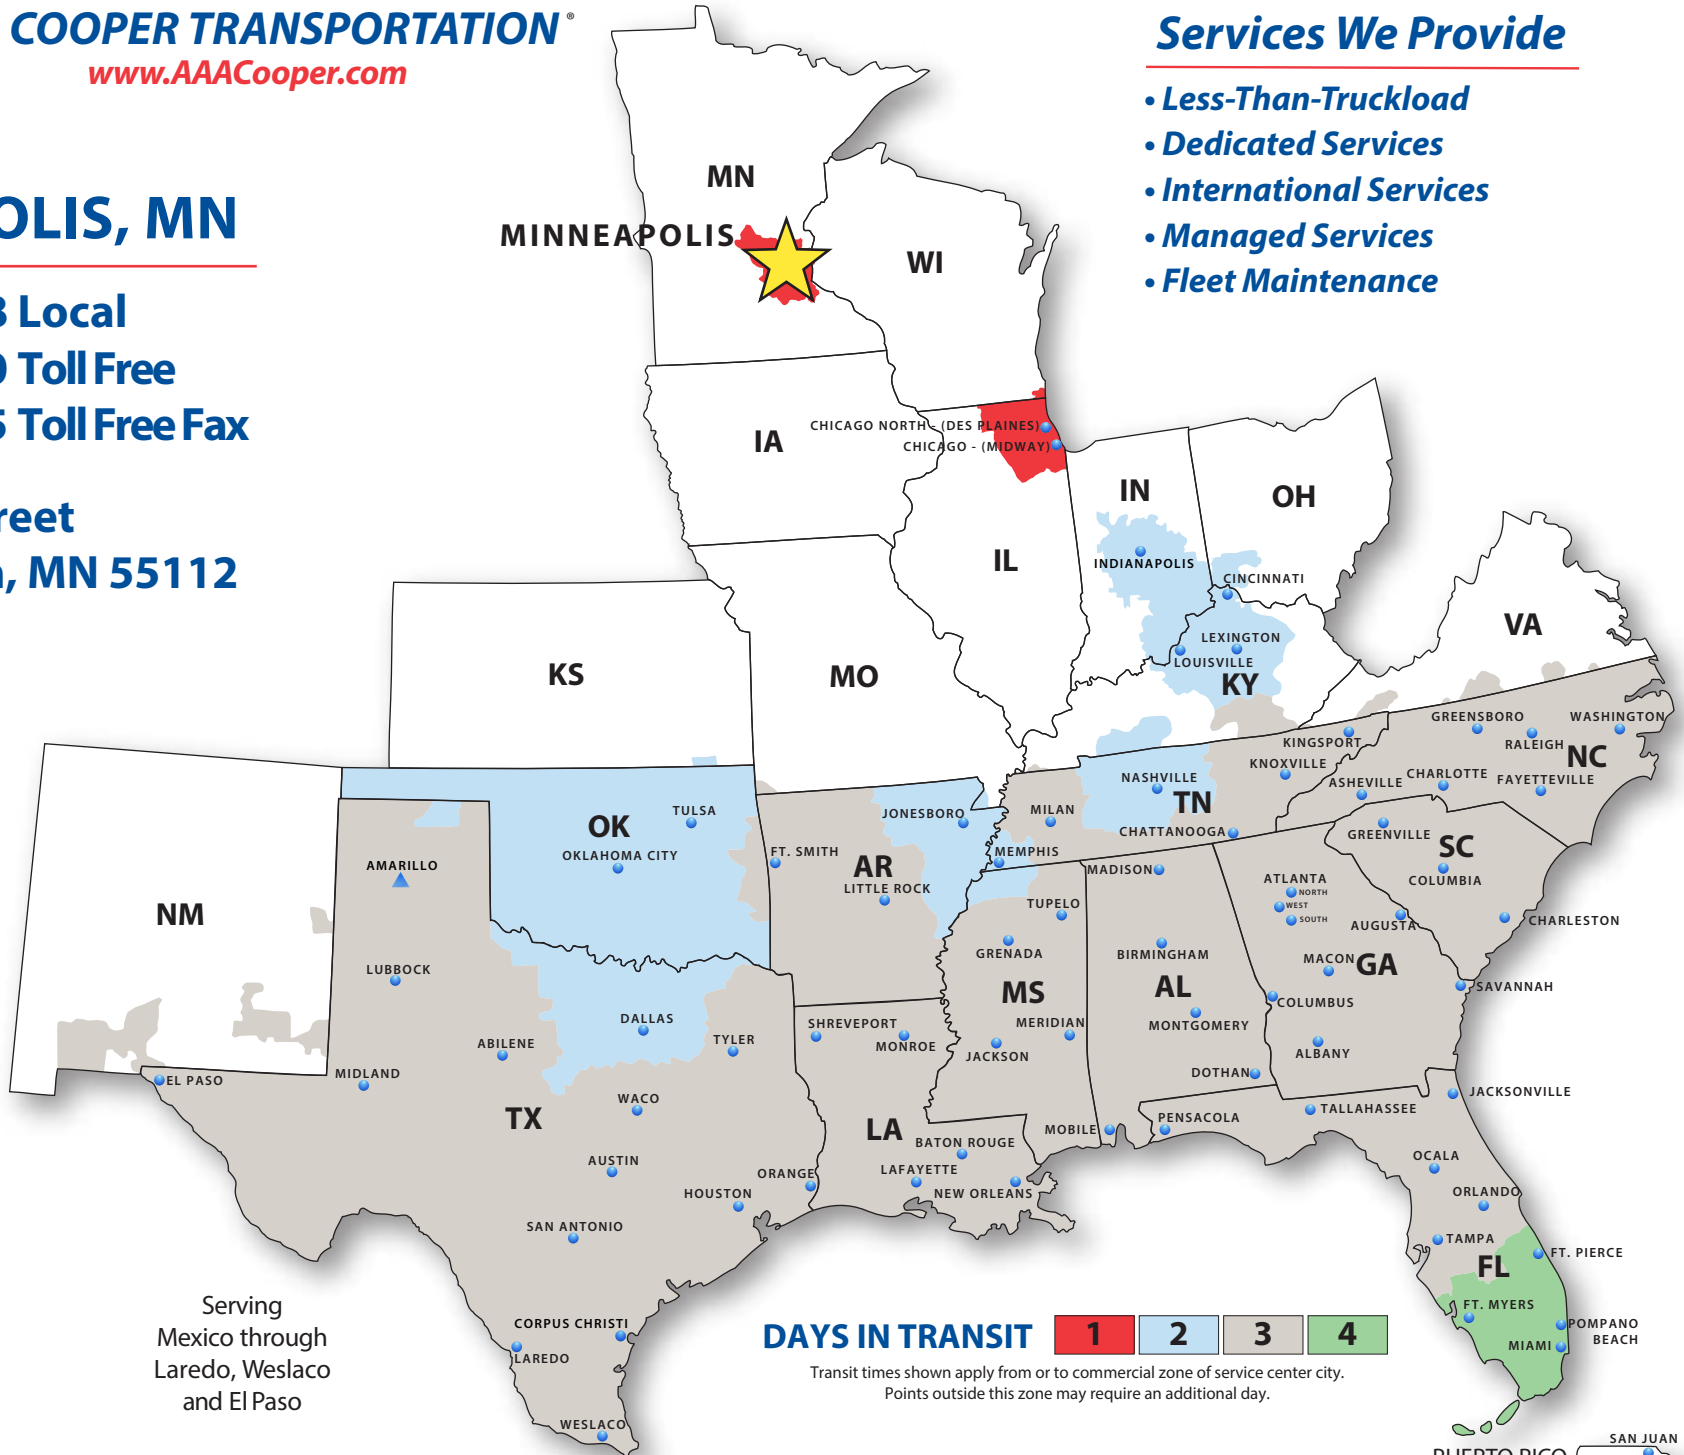 COOPER TRANSPORTATION®
www.AAACooper.com
Services We Provide
• Less-Than-Truckload
• Dedicated Services
• International Services
• Managed Services
• Fleet Maintenance
OLIS, MN
Local
Toll Free
Toll Free Fax
reet
, MN 55112
MN
MINNEAPOLIS
WI
IA
CHICAGO NORTH - (DES PLAINES)
CHICAGO - (MIDWAY)
IN
OH
IL
INDIANAPOLIS
CINCINNATI
VA
LEXINGTON
LOUISVILLE
KY
KS
MO
GREENSBORO
WASHINGTON
RALEIGH
NC
KINGSPORT
KNOXVILLE
ASHEVILLE
CHARLOTTE
FAYETTEVILLE
NASHVILLE
TN
MILAN
CHATTANOOGA
JONESBORO
TULSA
OK
OKLAHOMA CITY
FT. SMITH
AR
LITTLE ROCK
MEMPHIS
MADISON
GREENVILLE
SC
COLUMBIA
AMARILLO
ATLANTA
NORTH
WEST
SOUTH
AUGUSTA
CHARLESTON
NM
TUPELO
GRENADA
BIRMINGHAM
MACON
GA
LUBBOCK
MS
AL
COLUMBUS
SAVANNAH
DALLAS
SHREVEPORT
MONROE
MERIDIAN
JACKSON
MONTGOMERY
ABILENE
TYLER
ALBANY
EL PASO
MIDLAND
DOTHAN
JACKSONVILLE
WACO
TX
LA
MOBILE
PENSACOLA
TALLAHASSEE
BATON ROUGE
AUSTIN
ORANGE
LAFAYETTE
NEW ORLEANS
OCALA
HOUSTON
ORLANDO
SAN ANTONIO
TAMPA
FT. PIERCE
FL
FT. MYERS
POMPANO
BEACH
MIAMI
Serving
Mexico through
Laredo, Weslaco
and El Paso
CORPUS CHRISTI
LAREDO
WESLACO
DAYS IN TRANSIT 1 2 3 4
Transit times shown apply from or to commercial zone of service center city.
Points outside this zone may require an additional day.
SAN JUAN
PUERTO RICO